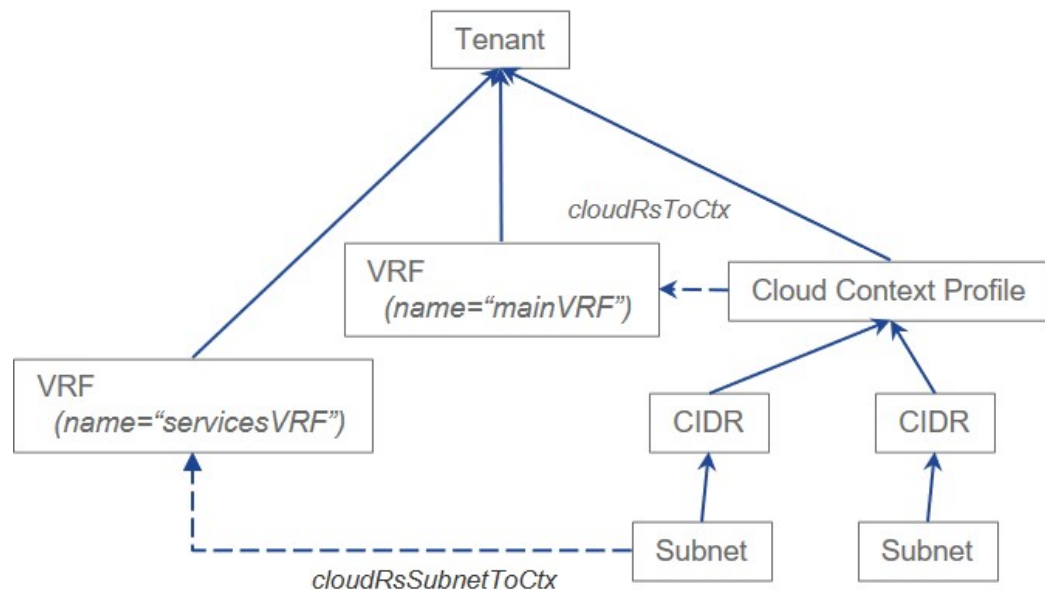 Tenant
cloudRsToCtx
VRF
(name=“mainVRF”)
Cloud Context Profile
VRF
(name=“servicesVRF”)
CIDR
CIDR
Subnet
Subnet
cloudRsSubnetToCtx